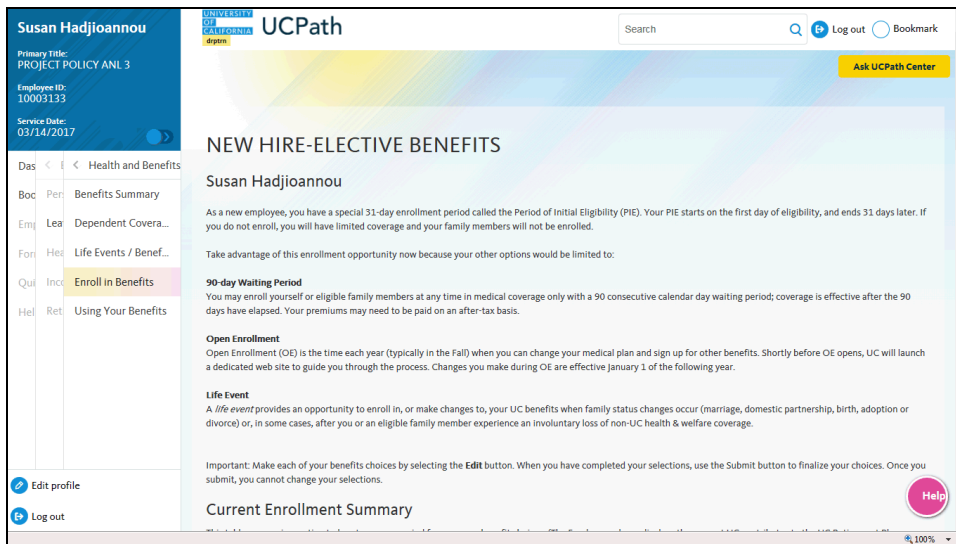 Susan Hadjioannou
Primary Title:
PROJECT POLICY ANL 3
Employee ID:
10003133
Service Date:
03/14/2017
UNIVERSITY
OF
CALIFORNIA
drptrn
UCPath
Search
Log out
Bookmark
Ask UCPath Center
Das
Boo
Emp
For
Qui
Hel
Per
Lea
Hea
Inco
Ret
Health and Benefits
Benefits Summary
Dependent Covera...
Life Events / Benef...
Enroll in Benefits
Using Your Benefits
Edit profile
Log out
NEW HIRE-ELECTIVE BENEFITS
Susan Hadjioannou
As a new employee, you have a special 31-day enrollment period called the Period of Initial Eligibility (PIE). Your PIE starts on the first day of eligibility, and ends 31 days later. If
you do not enroll, you will have limited coverage and your family members will not be enrolled.
Take advantage of this enrollment opportunity now because your other options would be limited to:
90-day Waiting Period
You may enroll yourself or eligible family members at any time in medical coverage only with a 90 consecutive calendar day waiting period; coverage is effective after the 90
days have elapsed. Your premiums may need to be paid on an after-tax basis.
Open Enrollment
Open Enrollment (OE) is the time each year (typically in the Fall) when you can change your medical plan and sign up for other benefits. Shortly before OE opens, UC will launch
a dedicated web site to guide you through the process. Changes you make during OE are effective January 1 of the following year.
Life Event
A life event provides an opportunity to enroll in, or make changes to, your UC benefits when family status changes occur (marriage, domestic partnership, birth, adoption or
divorce) or, in some cases, after you or an eligible family member experience an involuntary loss of non-UC health & welfare coverage.
Important: Make each of your benefits choices by selecting the Edit button. When you have completed your selections, use the Submit button to finalize your choices. Once you
submit, you cannot change your selections.
Help
Current Enrollment Summary
100%